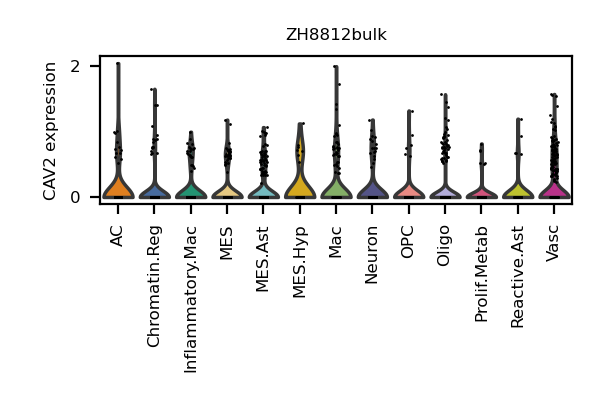 ZH8812bulk
CAV2 expression
2
0
AC
Chromatin.Reg
Inflammatory.Mac
MES
MES.Ast
MES.Hyp
Mac
Neuron
OPC
Oligo
Prolif.Metab
Reactive.Ast
Vasc